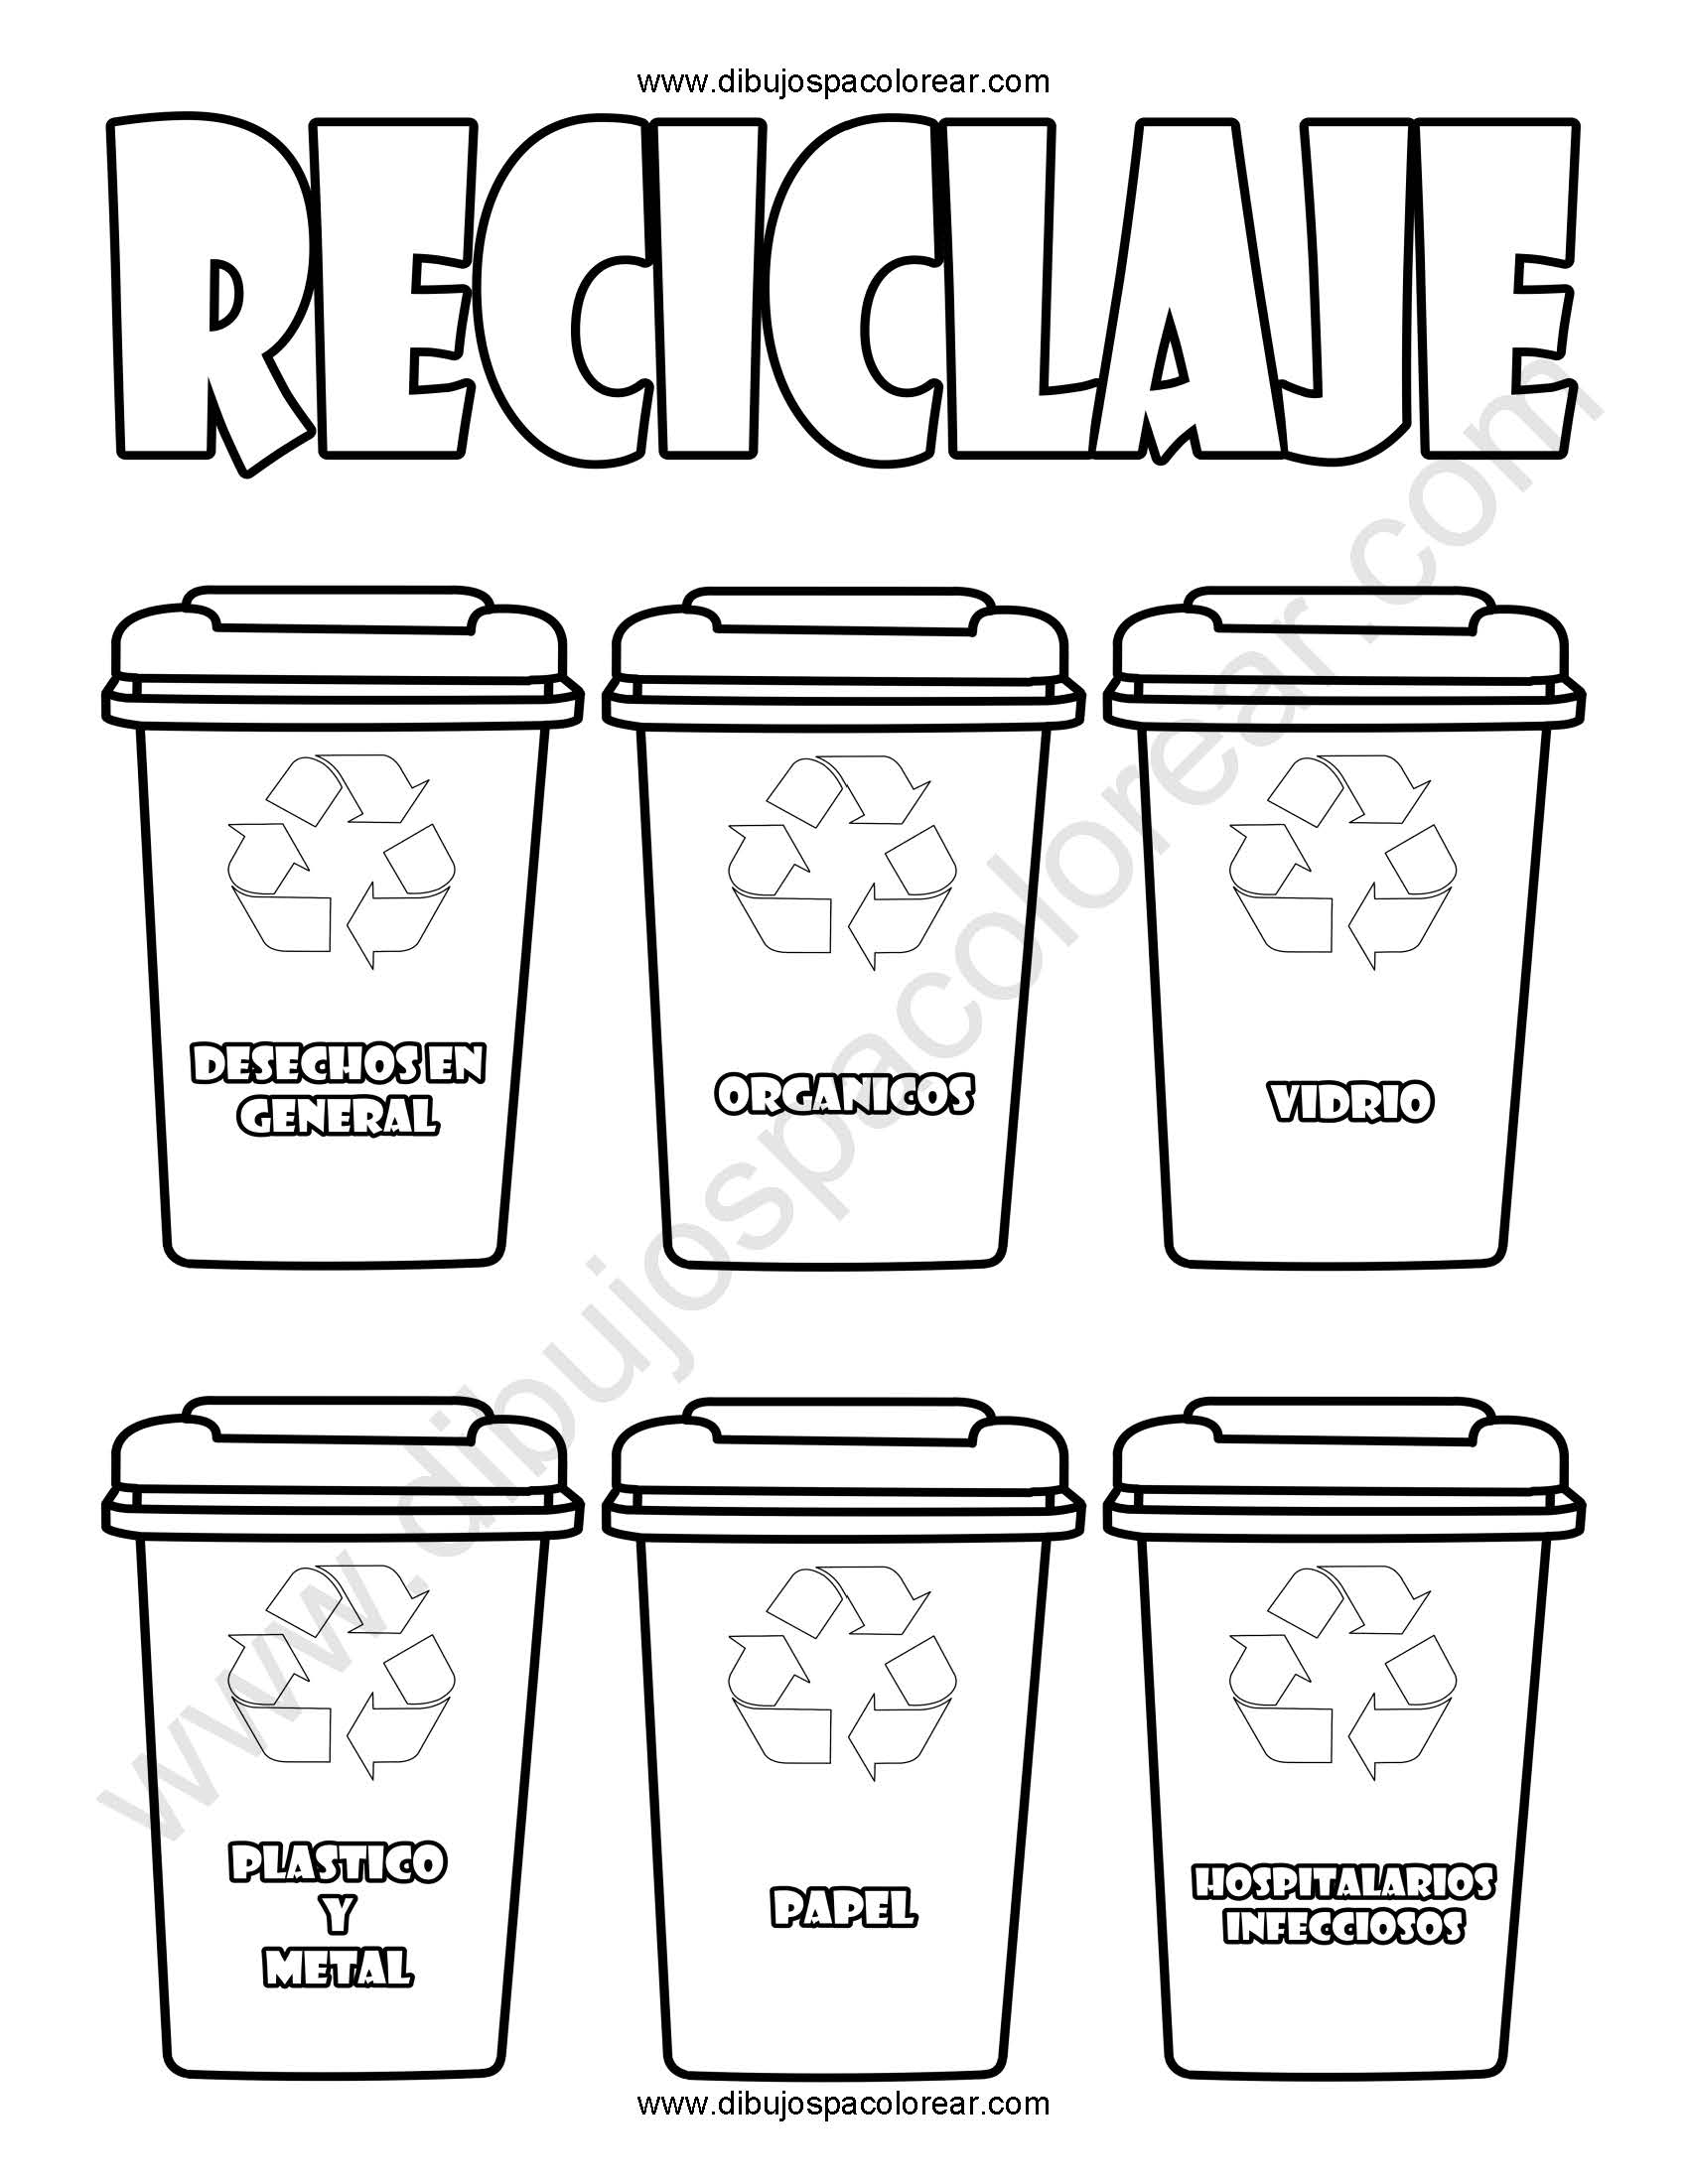 www.dibujospacolorear.com
RECICLAJE
DESECHOS EN
GENERAL
ORGANICOS
VIDRIO
www.dibujospacolorear.com
PLASTICO
Y
METAL
PAPEL
HOSPITALARIOS
INFECCIOSOS
www.dibujospacolorear.com